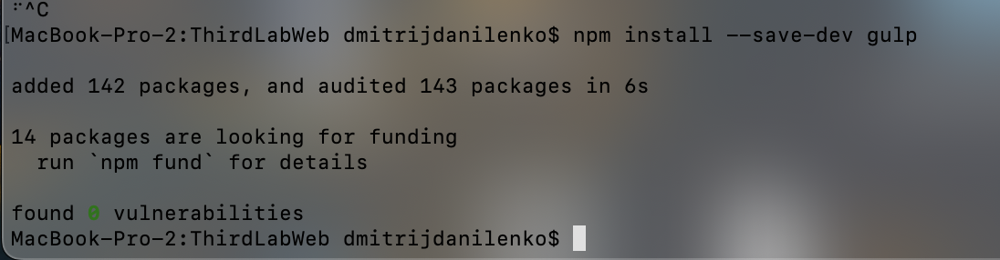 ^C
MacBook-Pro-2:ThirdLabWeb dmitrijdanilenko$ npm install --save-dev gulp
added 142 packages, and audited 143 packages in 6s
14 packages are looking for funding
run `npm fund` for details
found 0 vulnerabilities
MacBook-Pro-2:ThirdLabWeb dmitrijdanilenko$